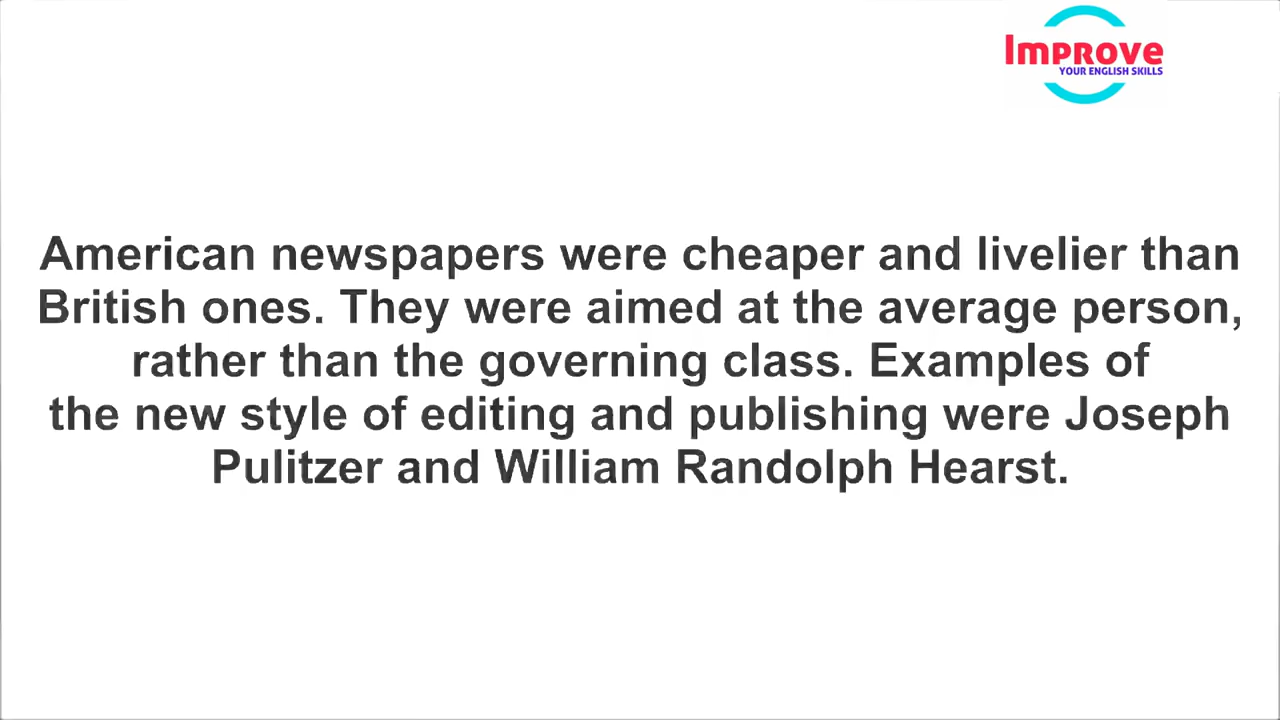 Improve
YOUR ENGLISH SKILLS
American newspapers were cheaper and livelier than
British ones. They were aimed at the average person,
rather than the governing class. Examples of
the new style of editing and publishing were Joseph
Pulitzer and William Randolph Hearst.